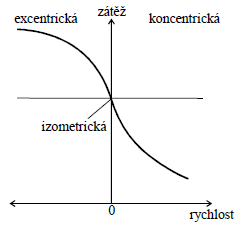 excentrická zátěž koncentrická
izometrická
0
rychlost